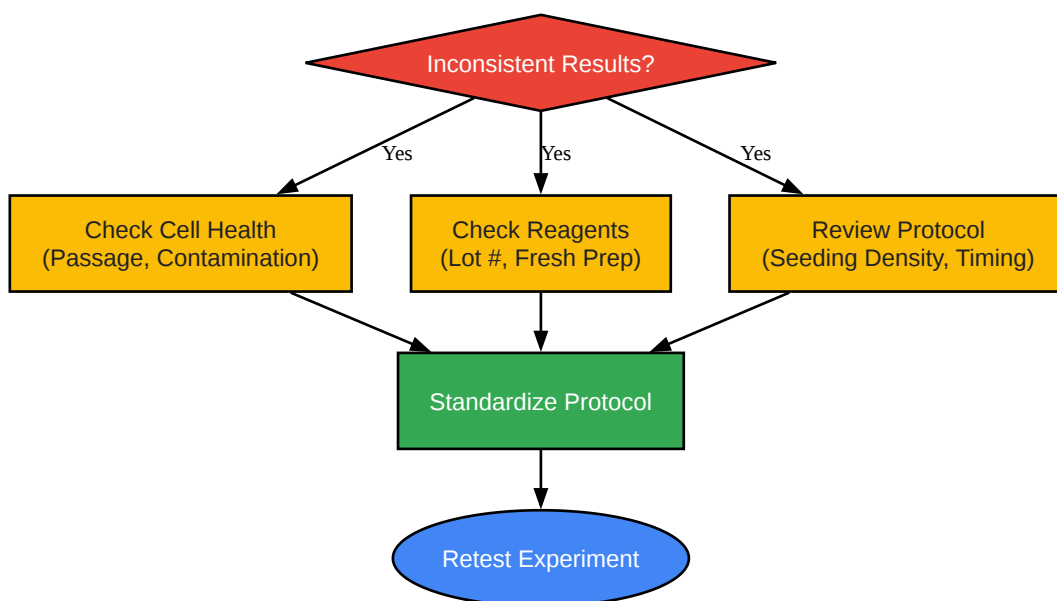 Inconsistent Results?
Yes
Yes
Yes
Check Cell Health
(Passage, Contamination)
Check Reagents
(Lot #, Fresh Prep)
Review Protocol
(Seeding Density, Timing)
Standardize Protocol
Retest Experiment